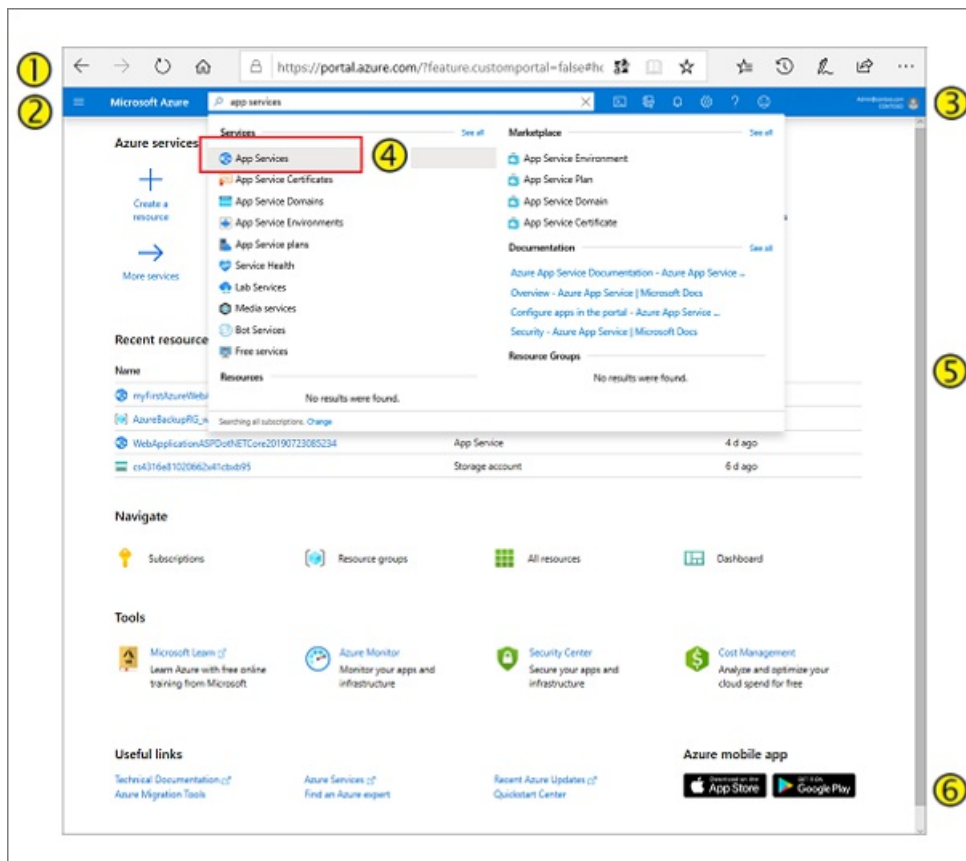 1
https://portal.azure.com/?feature.customportal=false#hc
2
Microsoft Azure
app services
3
Azure services
Create a resource
More services
Services See all
4
App Services
App Service Certificates
App Service Domains
App Service Environments
App Service plans
Service Health
Lab Services
Media services
Bot Services
Free services
Resources
No results were found.
Searching all subscriptions. Change
Marketplace See all
App Service Environment
App Service Plan
App Service Domain
App Service Certificate
Documentation See all
Azure App Service Documentation - Azure App Service ...
Overview - Azure App Service | Microsoft Docs
Configure apps in the portal - Azure App Service ...
Security - Azure App Service | Microsoft Docs
Resource Groups
No results were found.
Recent resource
Name
5
myFirstAzureWeb
AzureBackupRG_
WebApplicationASPDotNETCore20190723085234 App Service 4 d ago
Storage account 6 d ago
Navigate
Subscriptions Resource groups All resources Dashboard
Tools
Microsoft Learn
Learn Azure with free online
training from Microsoft
Azure Monitor
Monitor your apps and
infrastructure
Security Center
Secure your apps and
infrastructure
Cost Management
Analyze and optimize your
cloud spend for free
Useful links
Technical Documentation Azure Services Recent Azure Updates
Azure Migration Tools Find an Azure expert Quickstart Center
Azure mobile app
Download on the
App Store
GET IT ON
Google Play
6